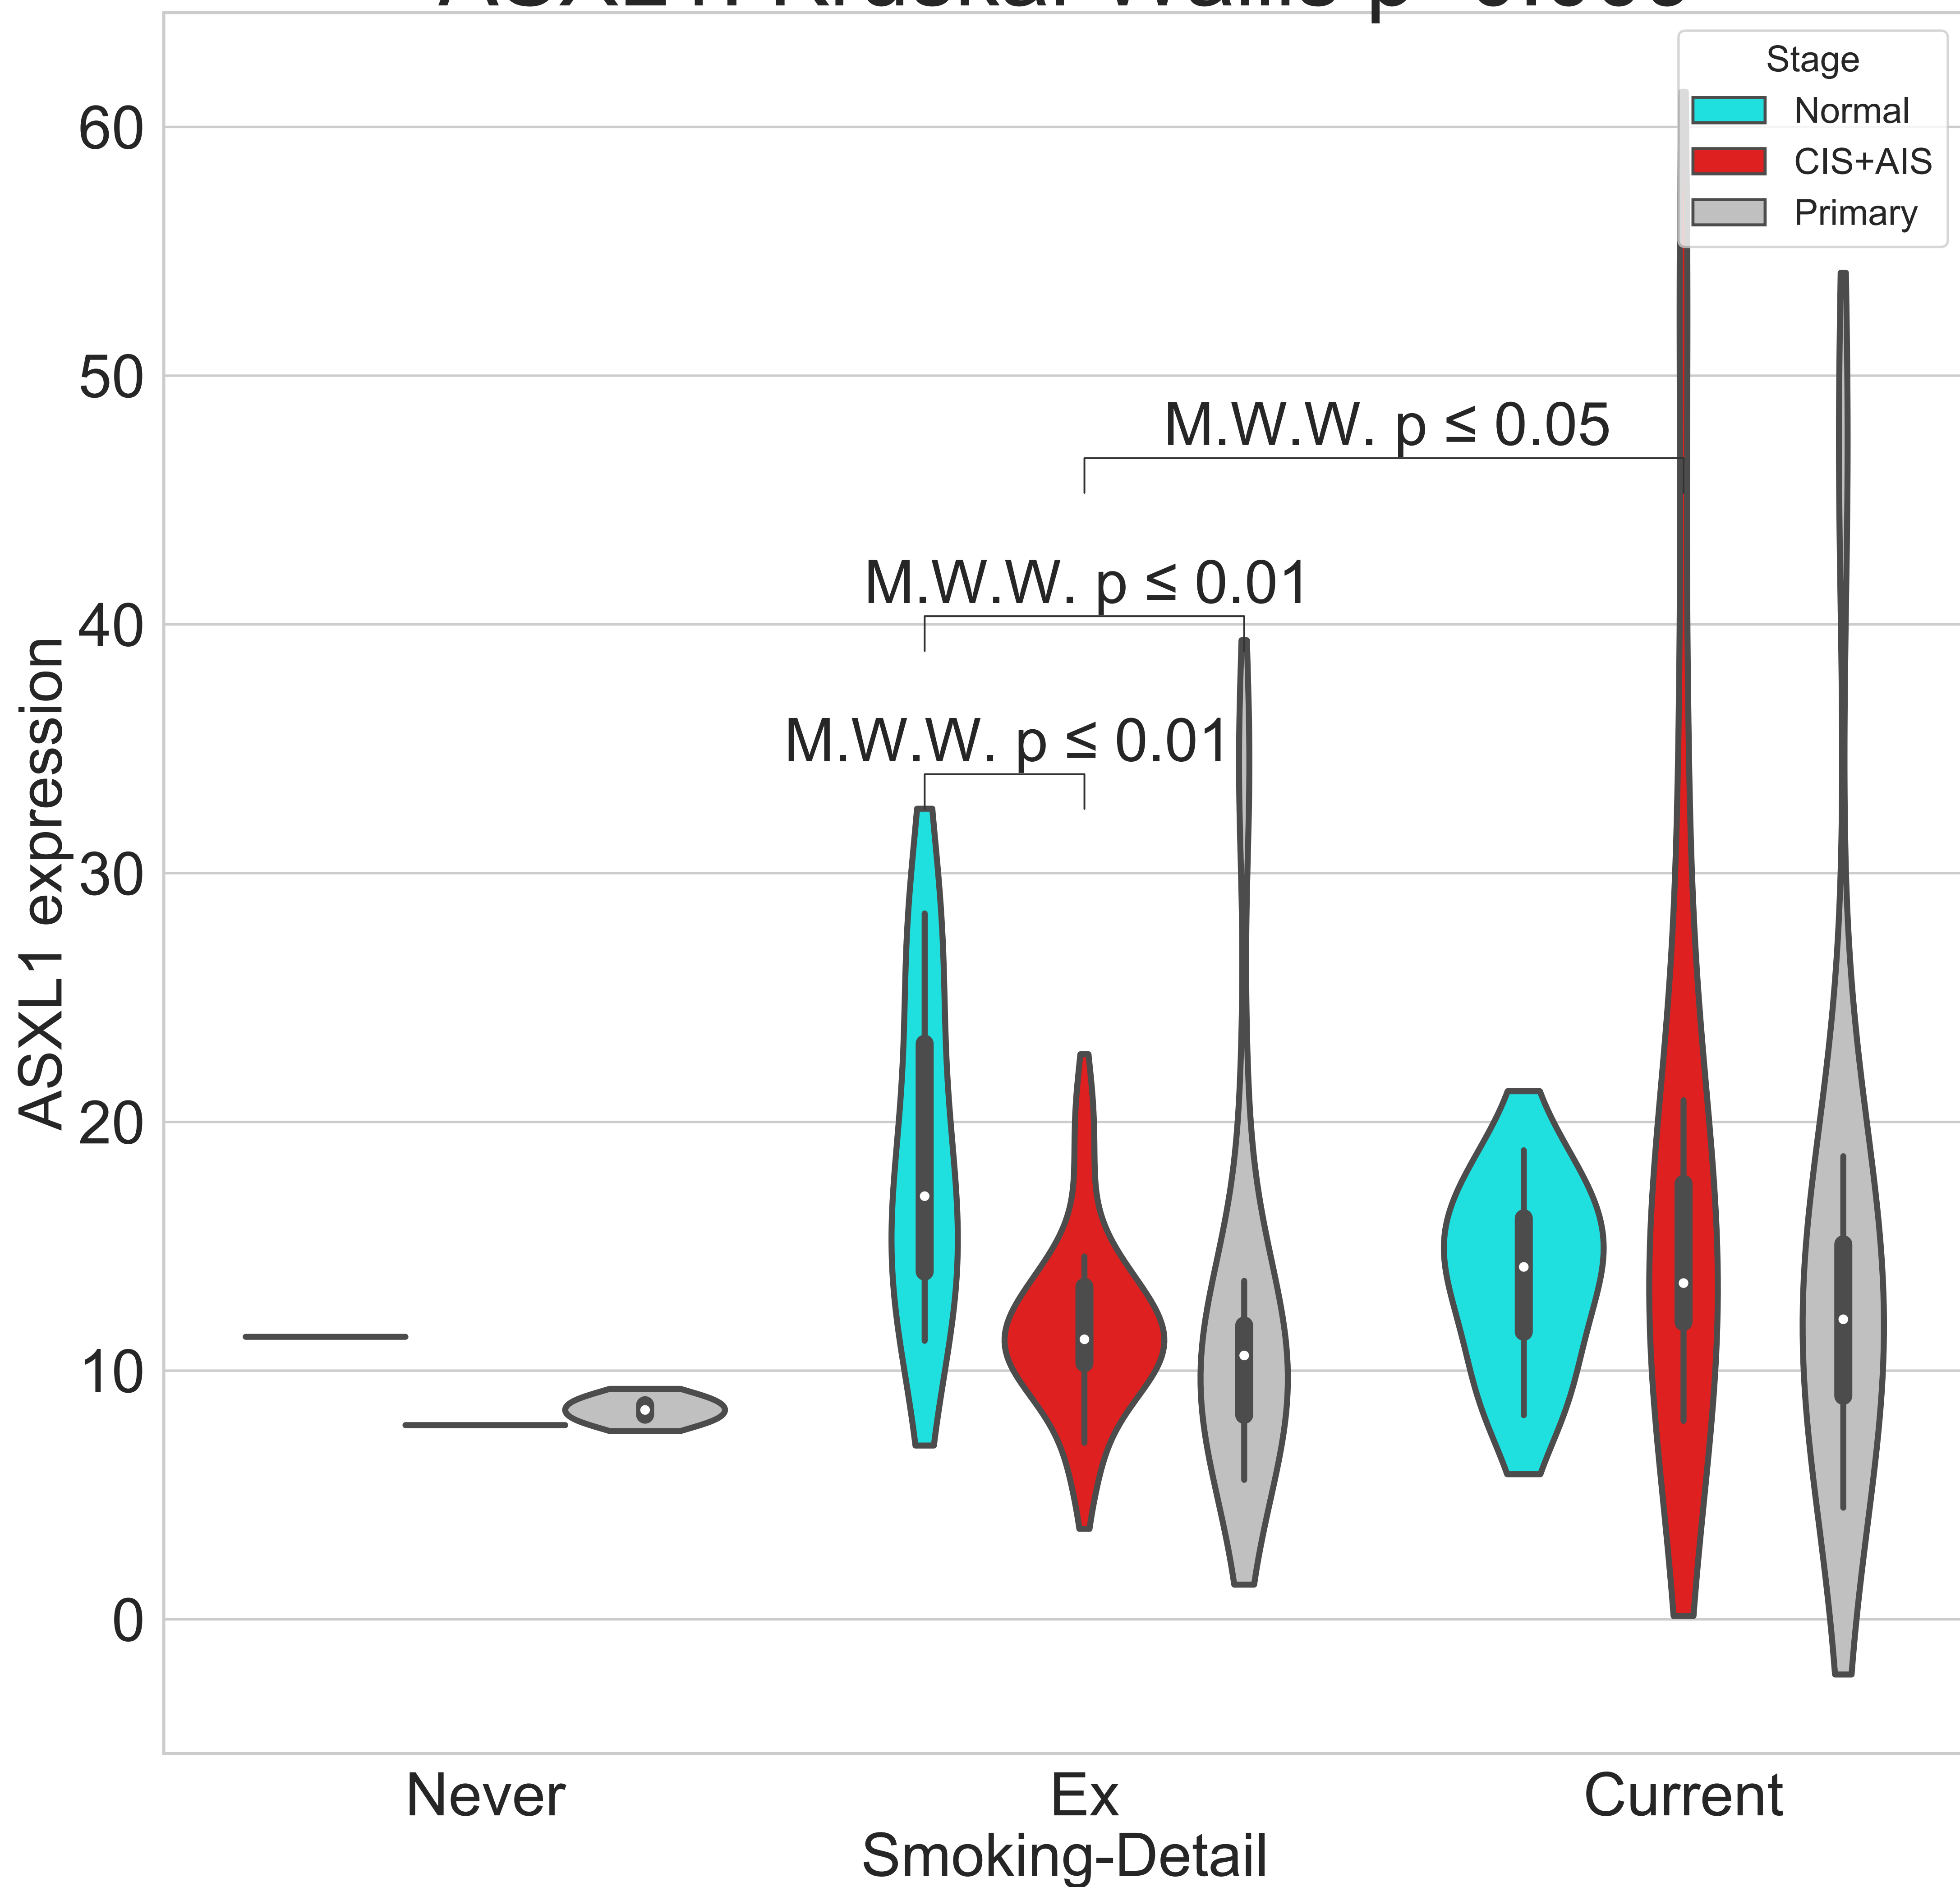 Stage
Normal
CIS+AIS
Primary
60
50
40
30
20
10
0
ASXL1 expression
M.W.W. p ≤ 0.05
M.W.W. p ≤ 0.01
M.W.W. p ≤ 0.01
Never
Ex
Current
Smoking-Detail